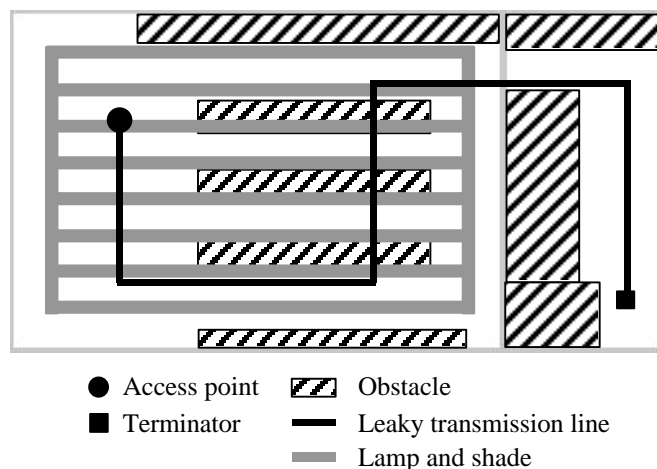 Access point
Obstacle
Terminator
Leaky transmission line
Lamp and shade